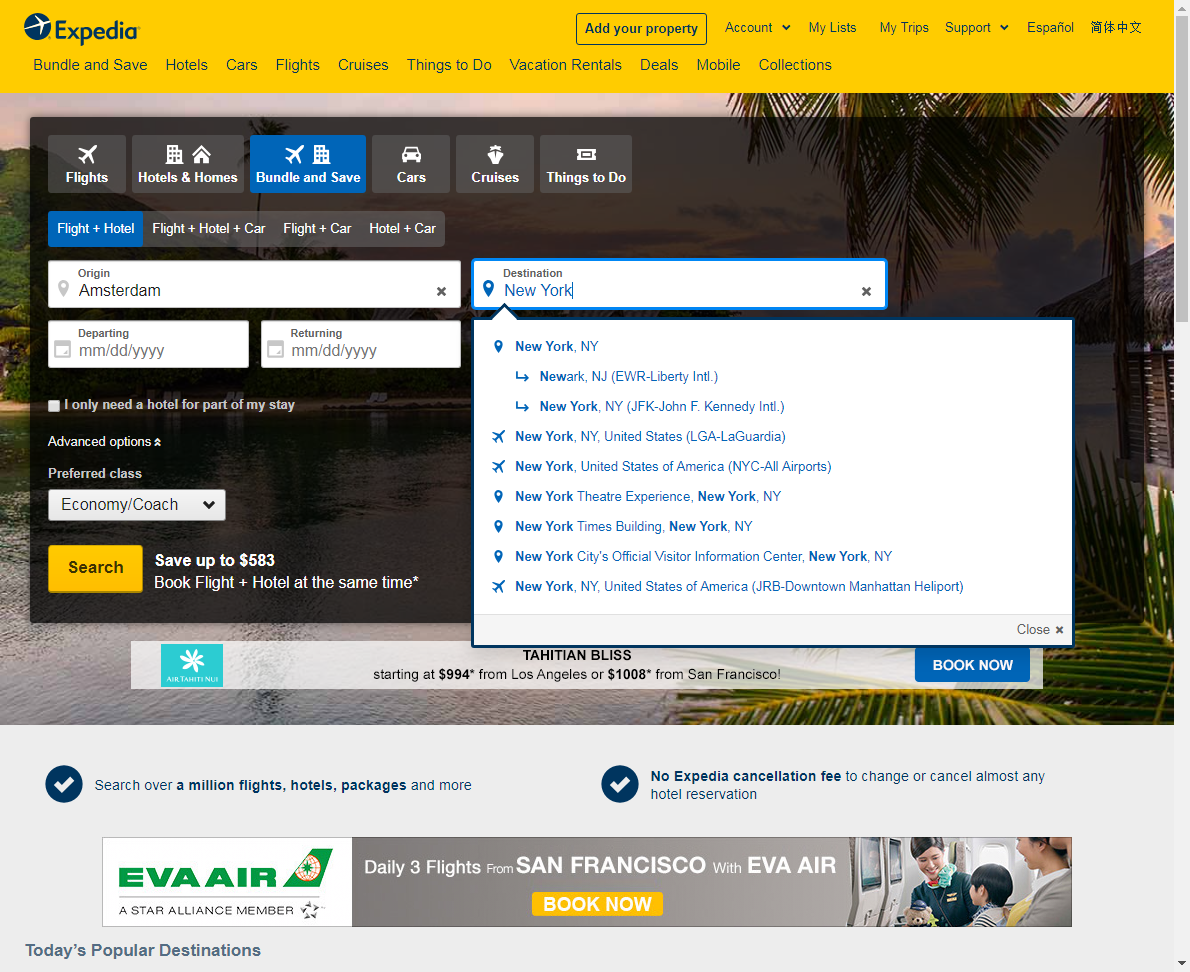 Expedia
Add your property
Account
My Lists
My Trips
Support
Español
简体中文
Bundle and Save
Hotels
Cars
Flights
Cruises
Things to Do
Vacation Rentals
Deals
Mobile
Collections
Flights
Hotels & Homes
Bundle and Save
Cars
Cruises
Things to Do
Flight + Hotel
Flight + Hotel + Car
Flight + Car
Hotel + Car
Origin
Amsterdam
Destination
New York
Departing
mm/dd/yyyy
Returning
mm/dd/yyyy
I only need a hotel for part of my stay
Advanced options
Preferred class
Economy/Coach
Search
Save up to $583
Book Flight + Hotel at the same time*
New York, NY
Newark, NJ (EWR-Liberty Intl.)
New York, NY (JFK-John F. Kennedy Intl.)
New York, NY, United States (LGA-LaGuardia)
New York, United States of America (NYC-All Airports)
New York Theatre Experience, New York, NY
New York Times Building, New York, NY
New York City's Official Visitor Information Center, New York, NY
New York, NY, United States of America (JRB-Downtown Manhattan Heliport)
Close
AIR TAHITI NUI
TAHITIAN BLISS
starting at $994* from Los Angeles or $1008* from San Francisco!
BOOK NOW
Search over a million flights, hotels, packages and more
No Expedia cancellation fee to change or cancel almost any
hotel reservation
EVA AIR
A STAR ALLIANCE MEMBER
Daily 3 Flights From SAN FRANCISCO With EVA AIR
BOOK NOW
Today's Popular Destinations